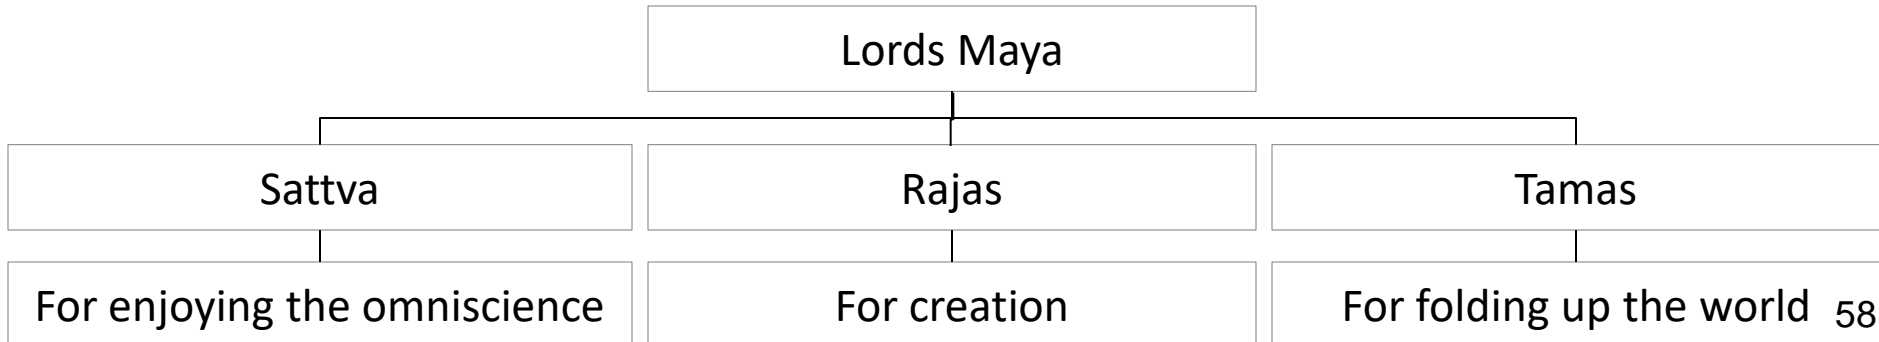 Lords Maya
Sattva
Rajas
Tamas
For enjoying the omniscience
For creation
For folding up the world
58